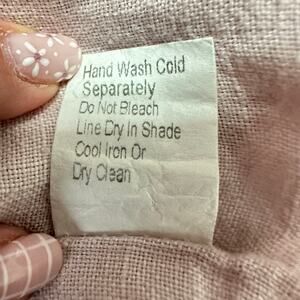 Hand Wash Cold
Separately
Do Not Bleach
Line Dry In Shade
Cool Iron Or
Dry Clean